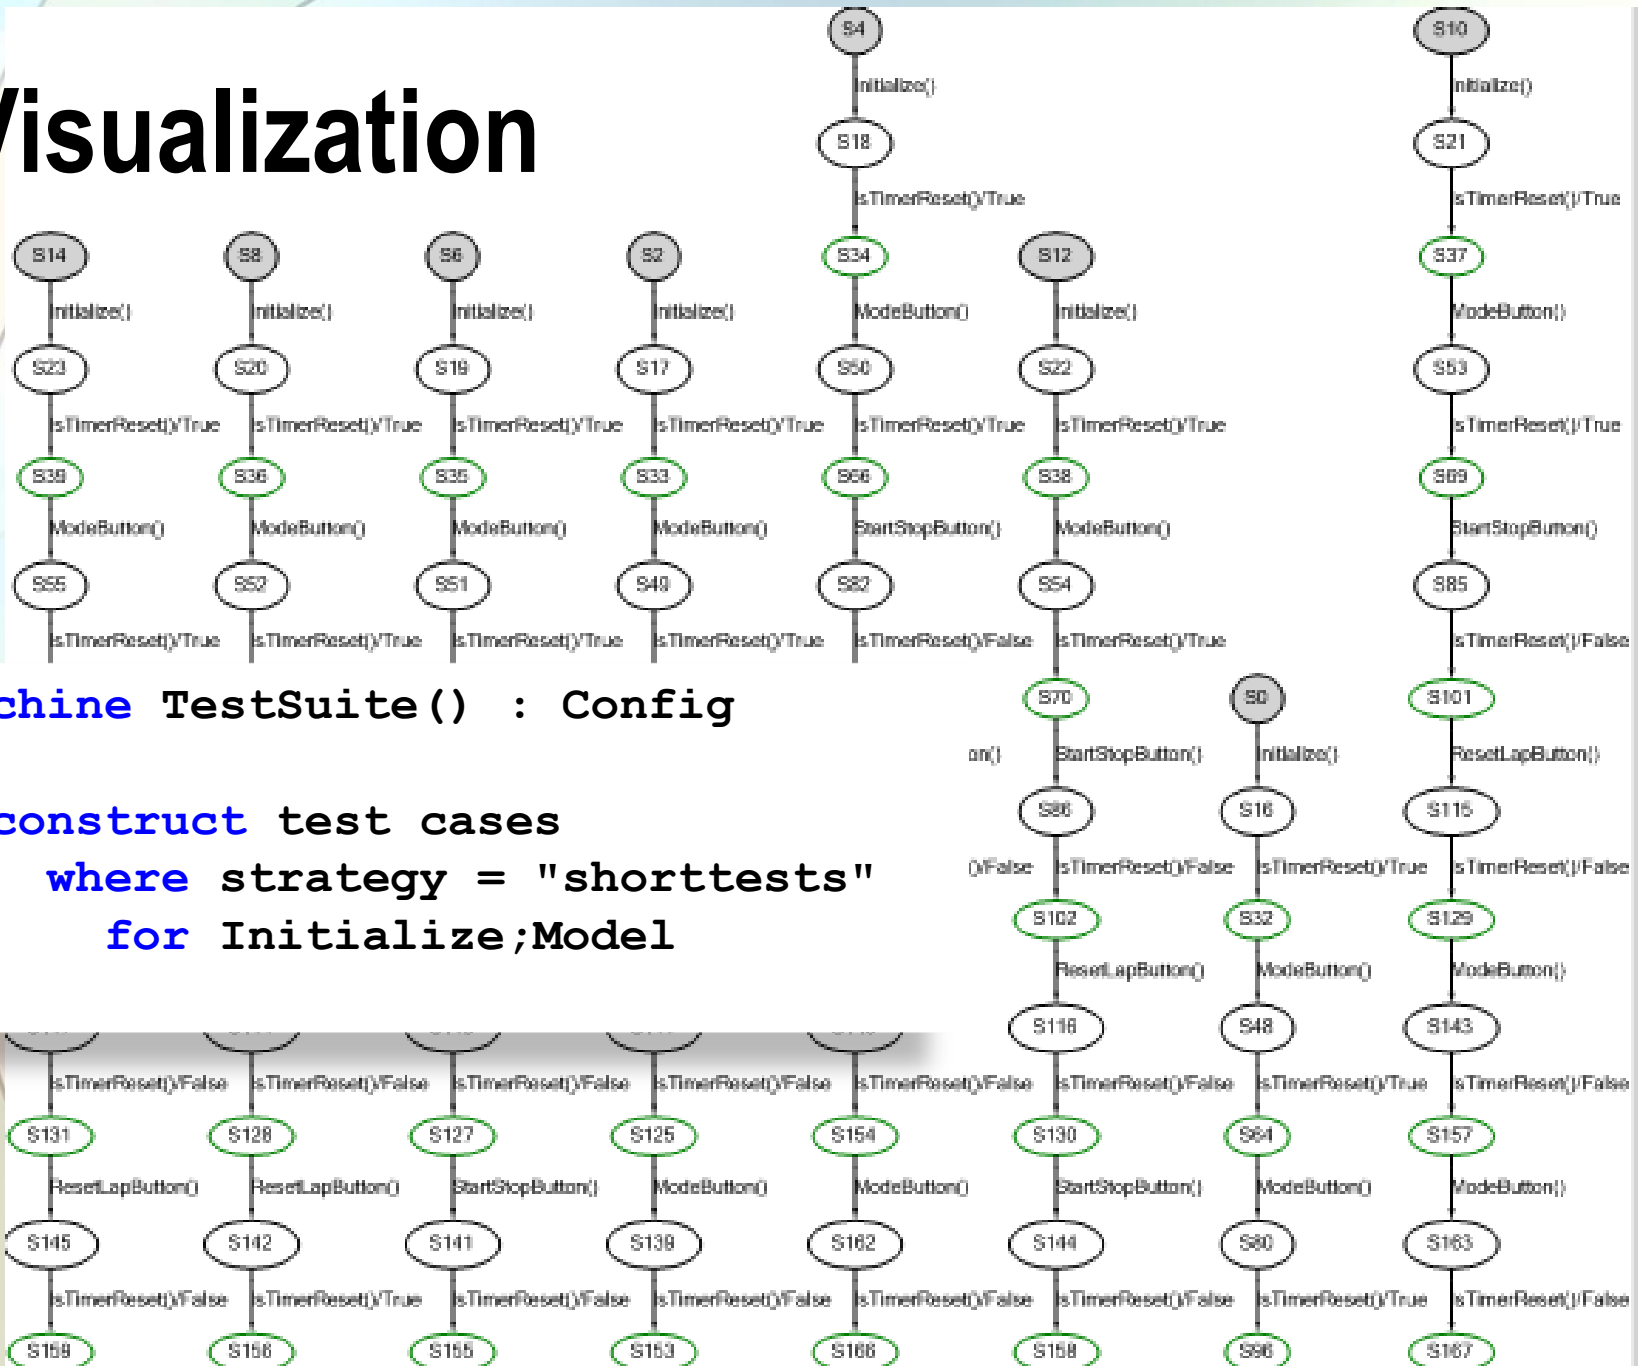 Visualization
S4
S10
Initialize()
Initialize()
S18
S21
IsTimerReset()/True
IsTimerReset()/True
S14
S8
S6
S2
S34
S12
S37
Initialize()
Initialize()
Initialize()
Initialize()
ModeButton()
Initialize()
ModeButton()
S23
S20
S19
S17
S50
S22
S53
IsTimerReset()/True
IsTimerReset()/True
IsTimerReset()/True
IsTimerReset()/True
IsTimerReset()/True
IsTimerReset()/True
IsTimerReset()/True
S39
S36
S35
S33
S66
S38
S69
ModeButton()
ModeButton()
ModeButton()
ModeButton()
StartStopButton()
ModeButton()
StartStopButton()
S55
S52
S51
S49
S82
S54
S85
IsTimerReset()/True
IsTimerReset()/True
IsTimerReset()/True
IsTimerReset()/True
IsTimerReset()/False
IsTimerReset()/True
IsTimerReset()/False
chine TestSuite() : Config
construct test cases
where strategy = "shorttests"
for Initialize;Model
S70
S0
S101
on()
StartStopButton()
Initialize()
ResetLapButton()
S86
S16
S115
()/False
IsTimerReset()/False
IsTimerReset()/True
IsTimerReset()/False
S102
S32
S129
ResetLapButton()
ModeButton()
ModeButton()
S116
S48
S143
IsTimerReset()/False
IsTimerReset()/False
IsTimerReset()/False
IsTimerReset()/False
IsTimerReset()/False
IsTimerReset()/False
IsTimerReset()/True
IsTimerReset()/False
S131
S128
S127
S125
S154
S130
S64
S157
ResetLapButton()
ResetLapButton()
StartStopButton()
ModeButton()
ModeButton()
StartStopButton()
ModeButton()
ModeButton()
S145
S142
S141
S139
S162
S144
S80
S163
IsTimerReset()/False
IsTimerReset()/True
IsTimerReset()/False
IsTimerReset()/False
IsTimerReset()/False
IsTimerReset()/False
IsTimerReset()/True
IsTimerReset()/False
S159
S156
S155
S153
S166
S158
S96
S167